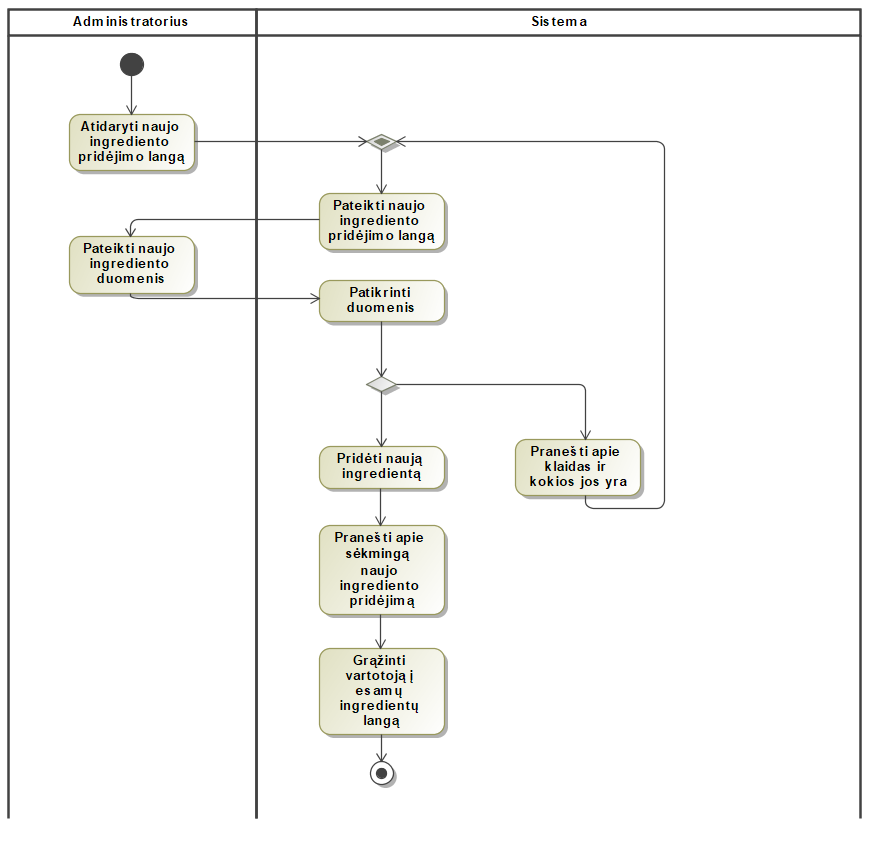 Administratorius
Sistema
Atidaryti naujo
ingrediento
pridėjimo langą
Pateikti naujo
ingrediento
pridėjimo langą
Pateikti naujo
ingrediento
duomenis
Patikrinti
duomenis
Pridėti naują
ingredientą
Pranešti apie
klaidas ir
kokios jos yra
Pranešti apie
sėkmingą
naujo
ingrediento
pridėjimą
Grąžinti
vartotoją į
esamų
ingredientų
langą